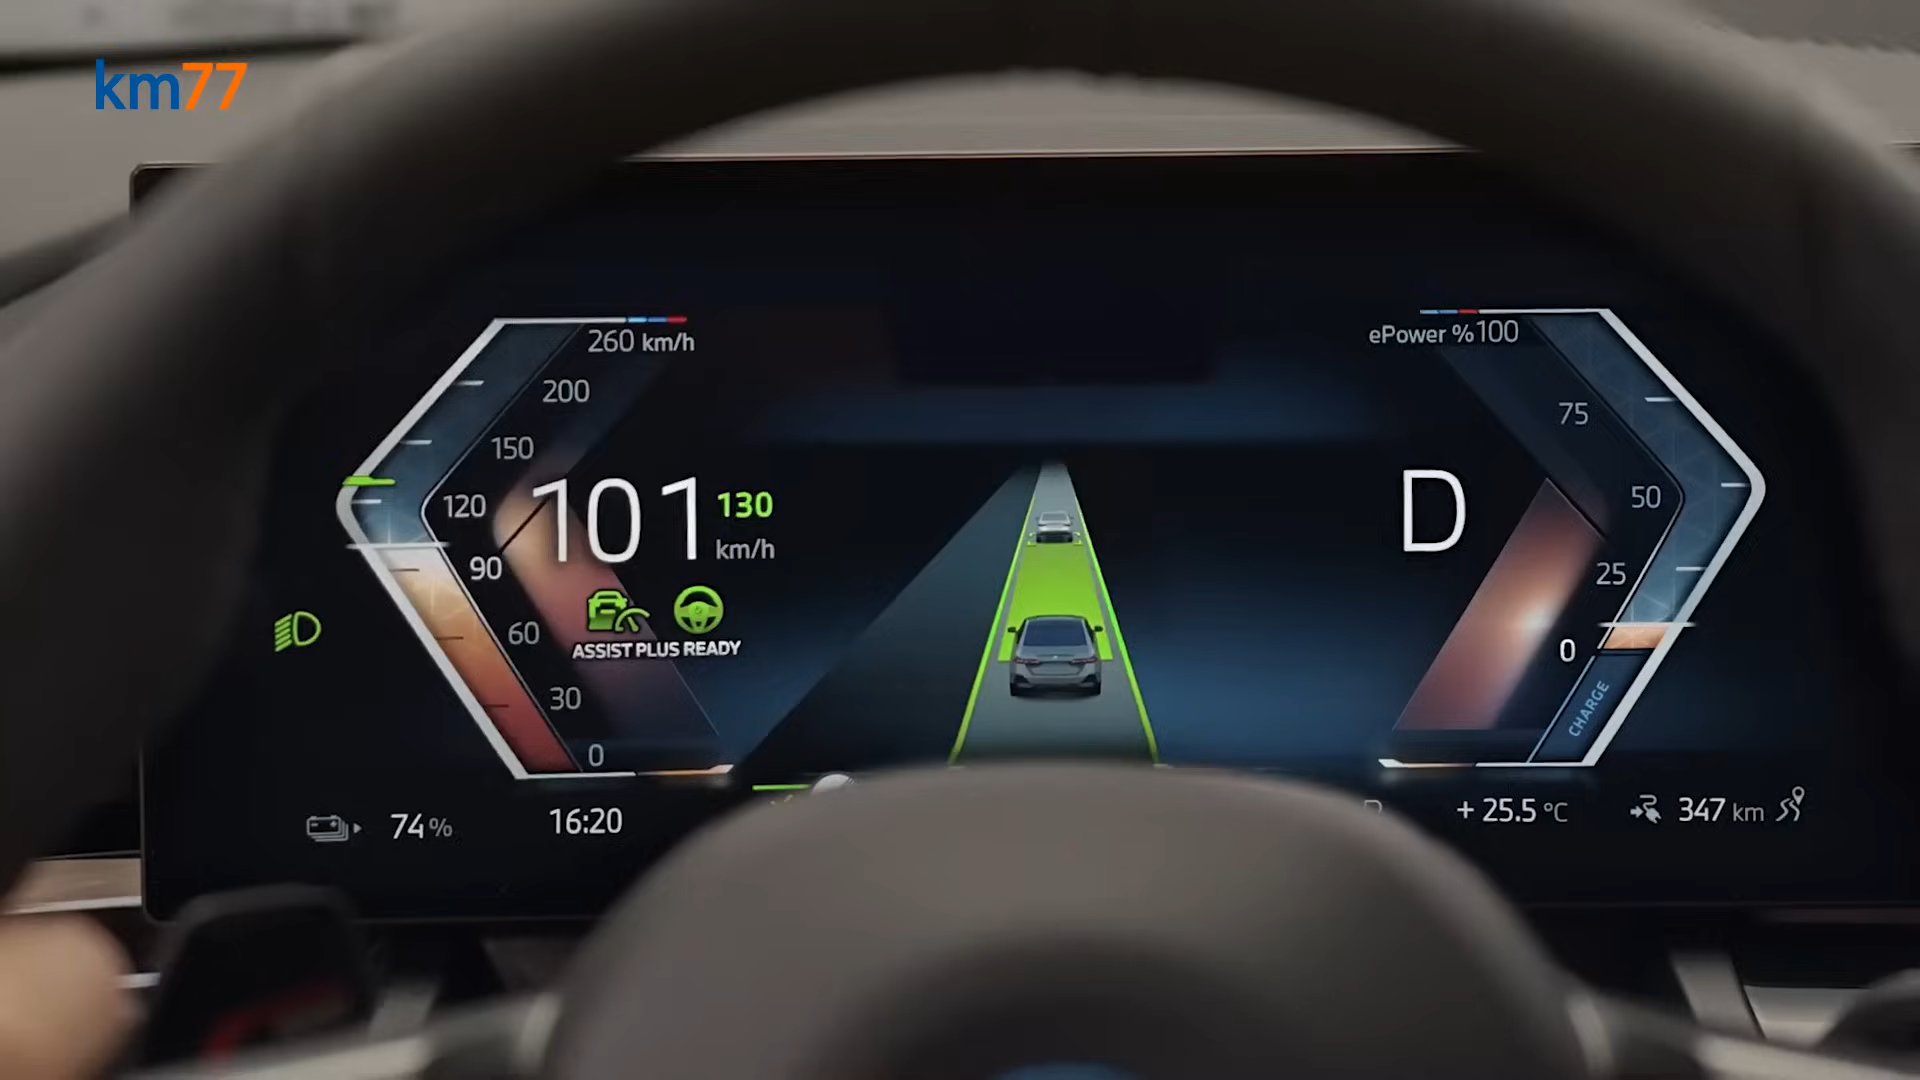 km77
260 km/h
200
150
120
90
60
30
0
101
130
km/h
ASSIST PLUS READY
ePower %100
75
50
25
0
CHARGE
D
74%
16:20
+25.5 °C
347 km